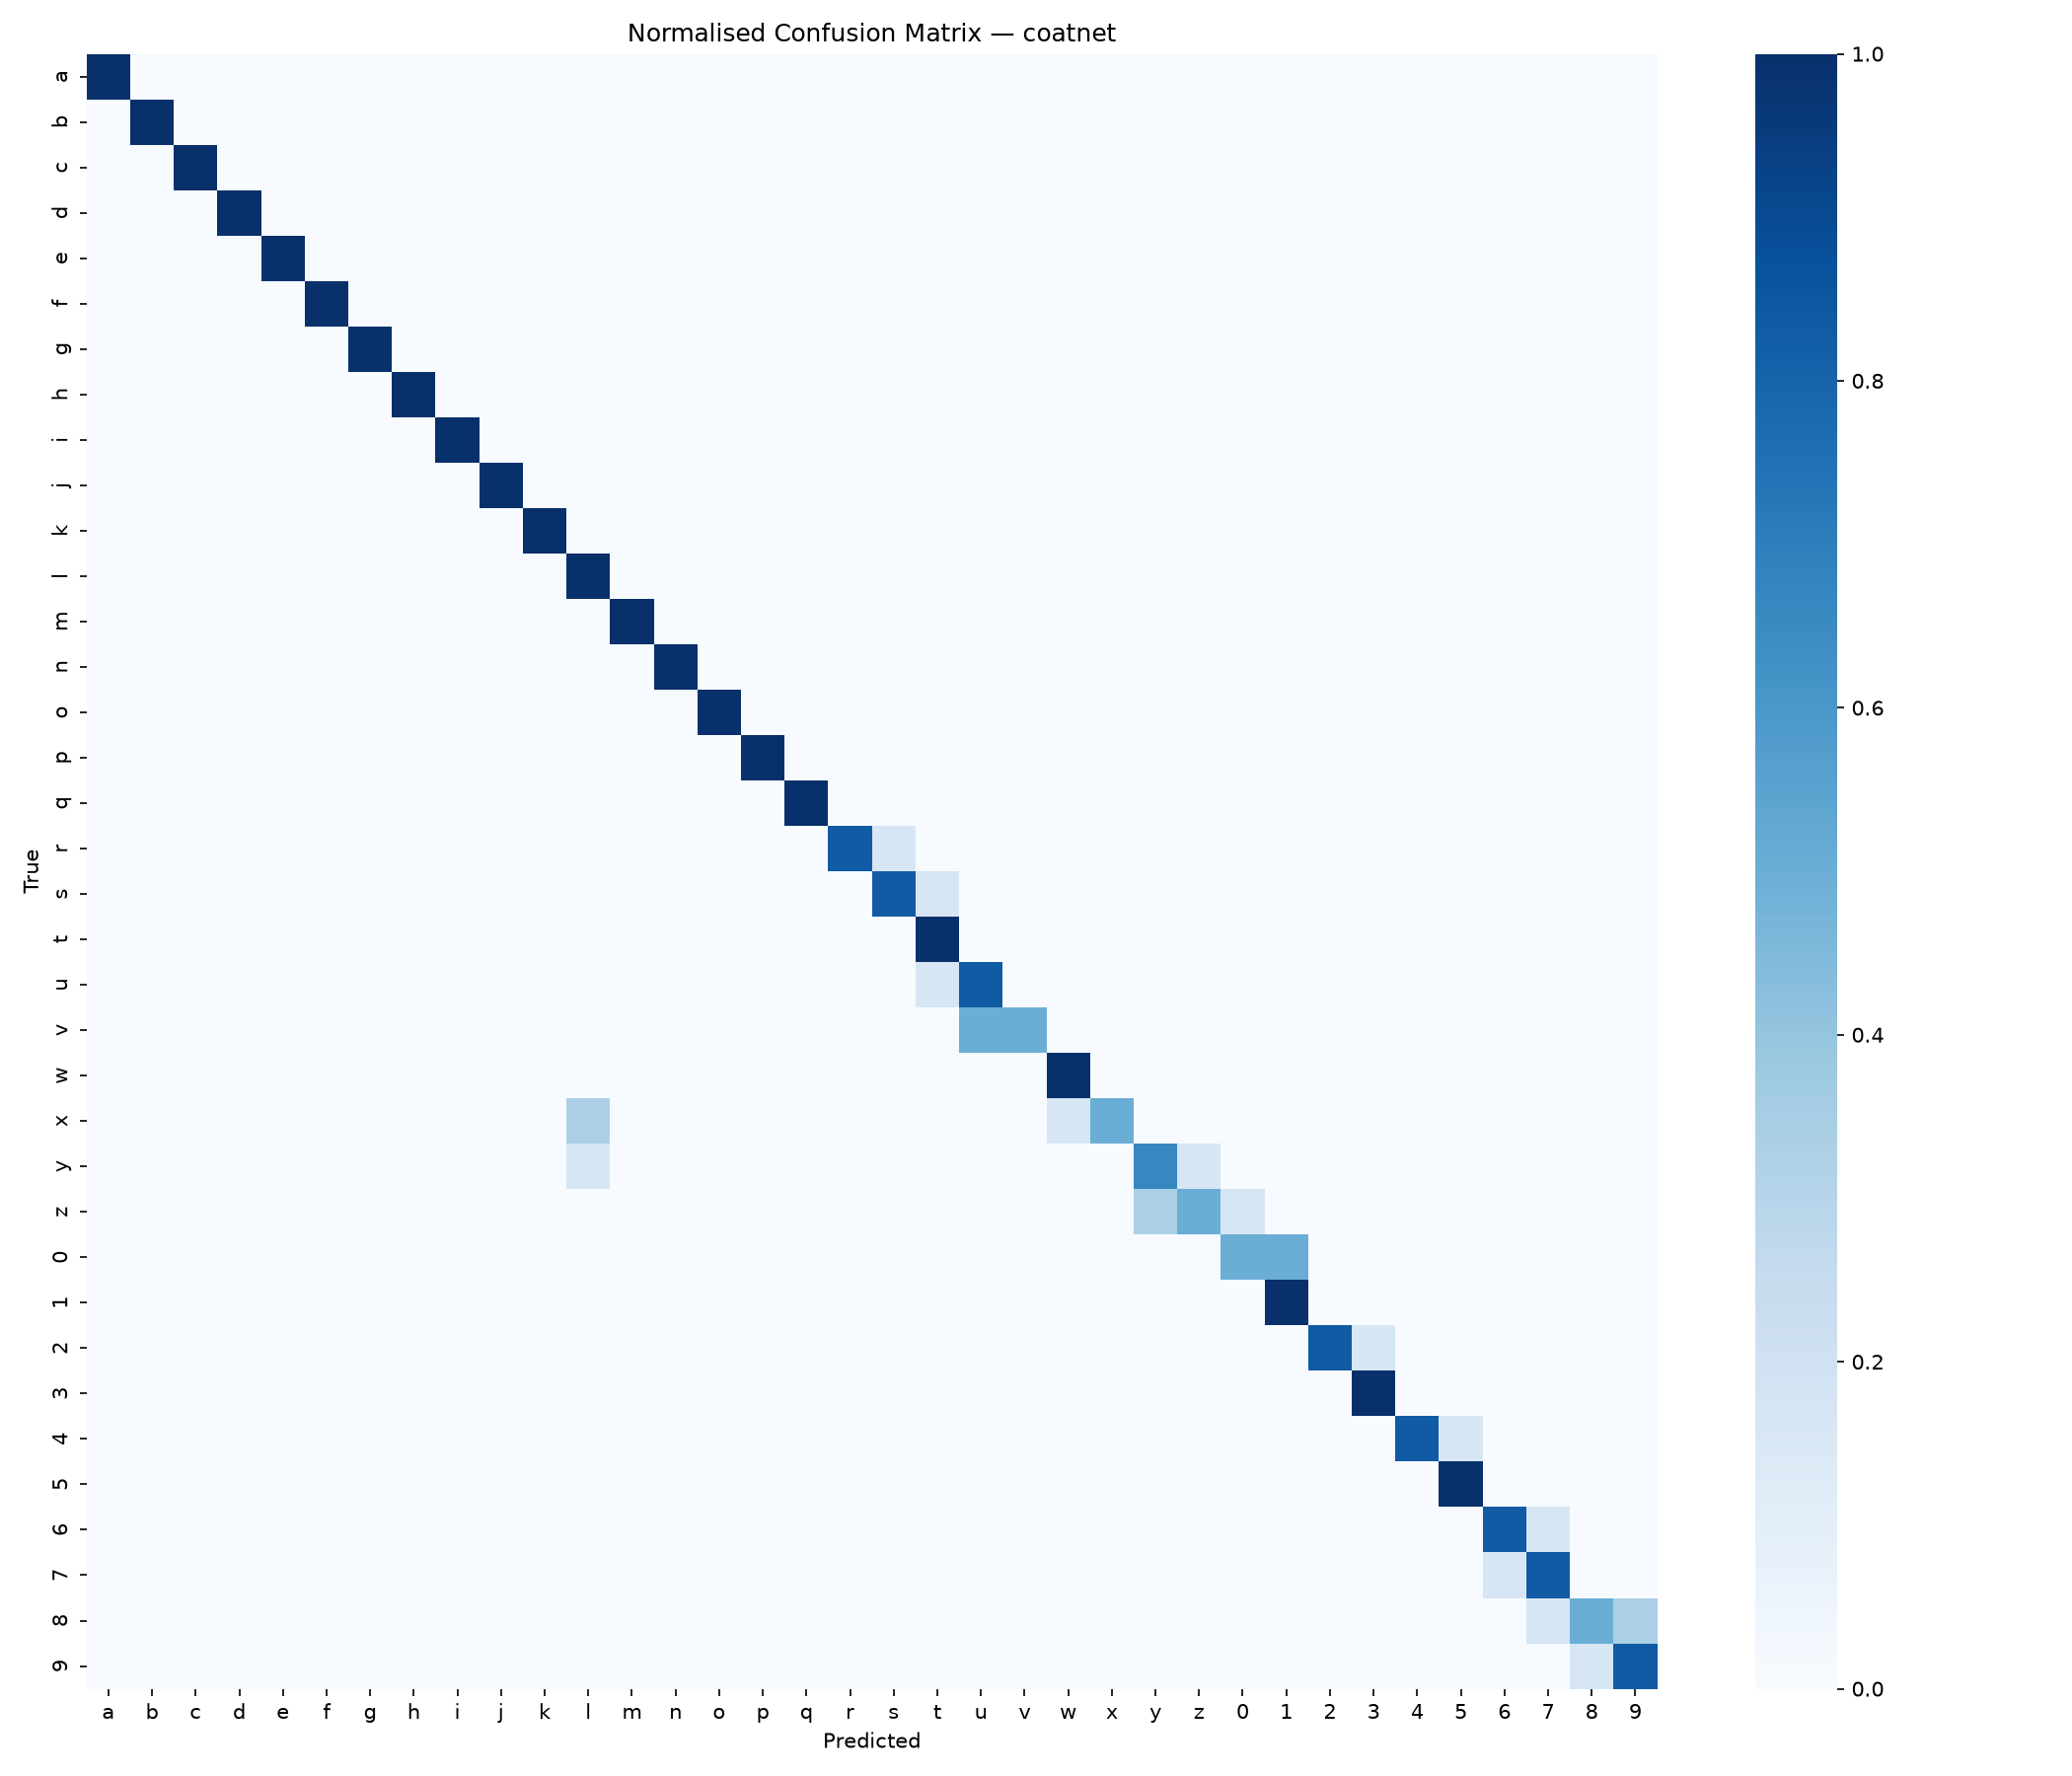 Normalised Confusion Matrix — coatnet
True
a
b
c
d
e
f
g
h
i
j
k
l
m
n
o
p
q
r
s
t
u
v
w
x
y
z
0
1
2
3
4
5
6
7
8
9
a b c d e f g h i j k l m n o p q r s t u v w x y z 0 1 2 3 4 5 6 7 8 9
Predicted
1.0
0.8
0.6
0.4
0.2
0.0